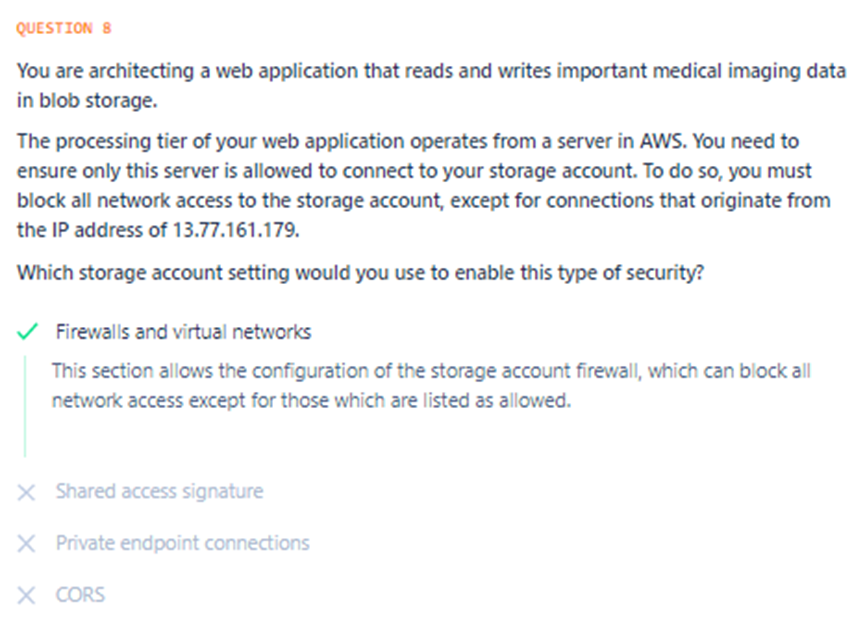 QUESTION 8
You are architecting a web application that reads and writes important medical imaging data
in blob storage.
The processing tier of your web application operates from a server in AWS. You need to
ensure only this server is allowed to connect to your storage account. To do so, you must
block all network access to the storage account, except for connections that originate from
the IP address of 13.77.161.179.
Which storage account setting would you use to enable this type of security?
Firewalls and virtual networks
This section allows the configuration of the storage account firewall, which can block all
network access except for those which are listed as allowed.
Shared access signature
Private endpoint connections
CORS